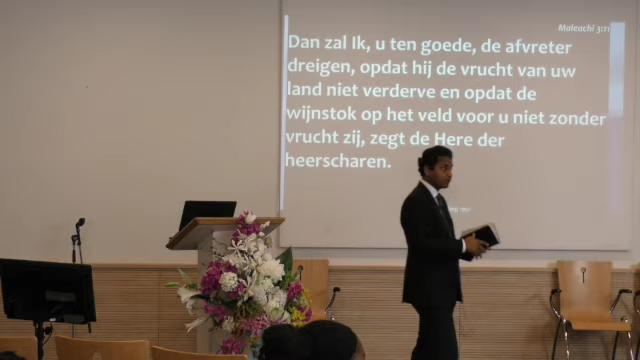 Maleachi 3:11
Dan zal Ik, u ten goede, de afvreter
dreigen, opdat hij de vrucht van uw
land niet verderve en opdat de
wijnstok op het veld voor u niet zonder
vrucht zij, zegt de Here der
heerscharen.